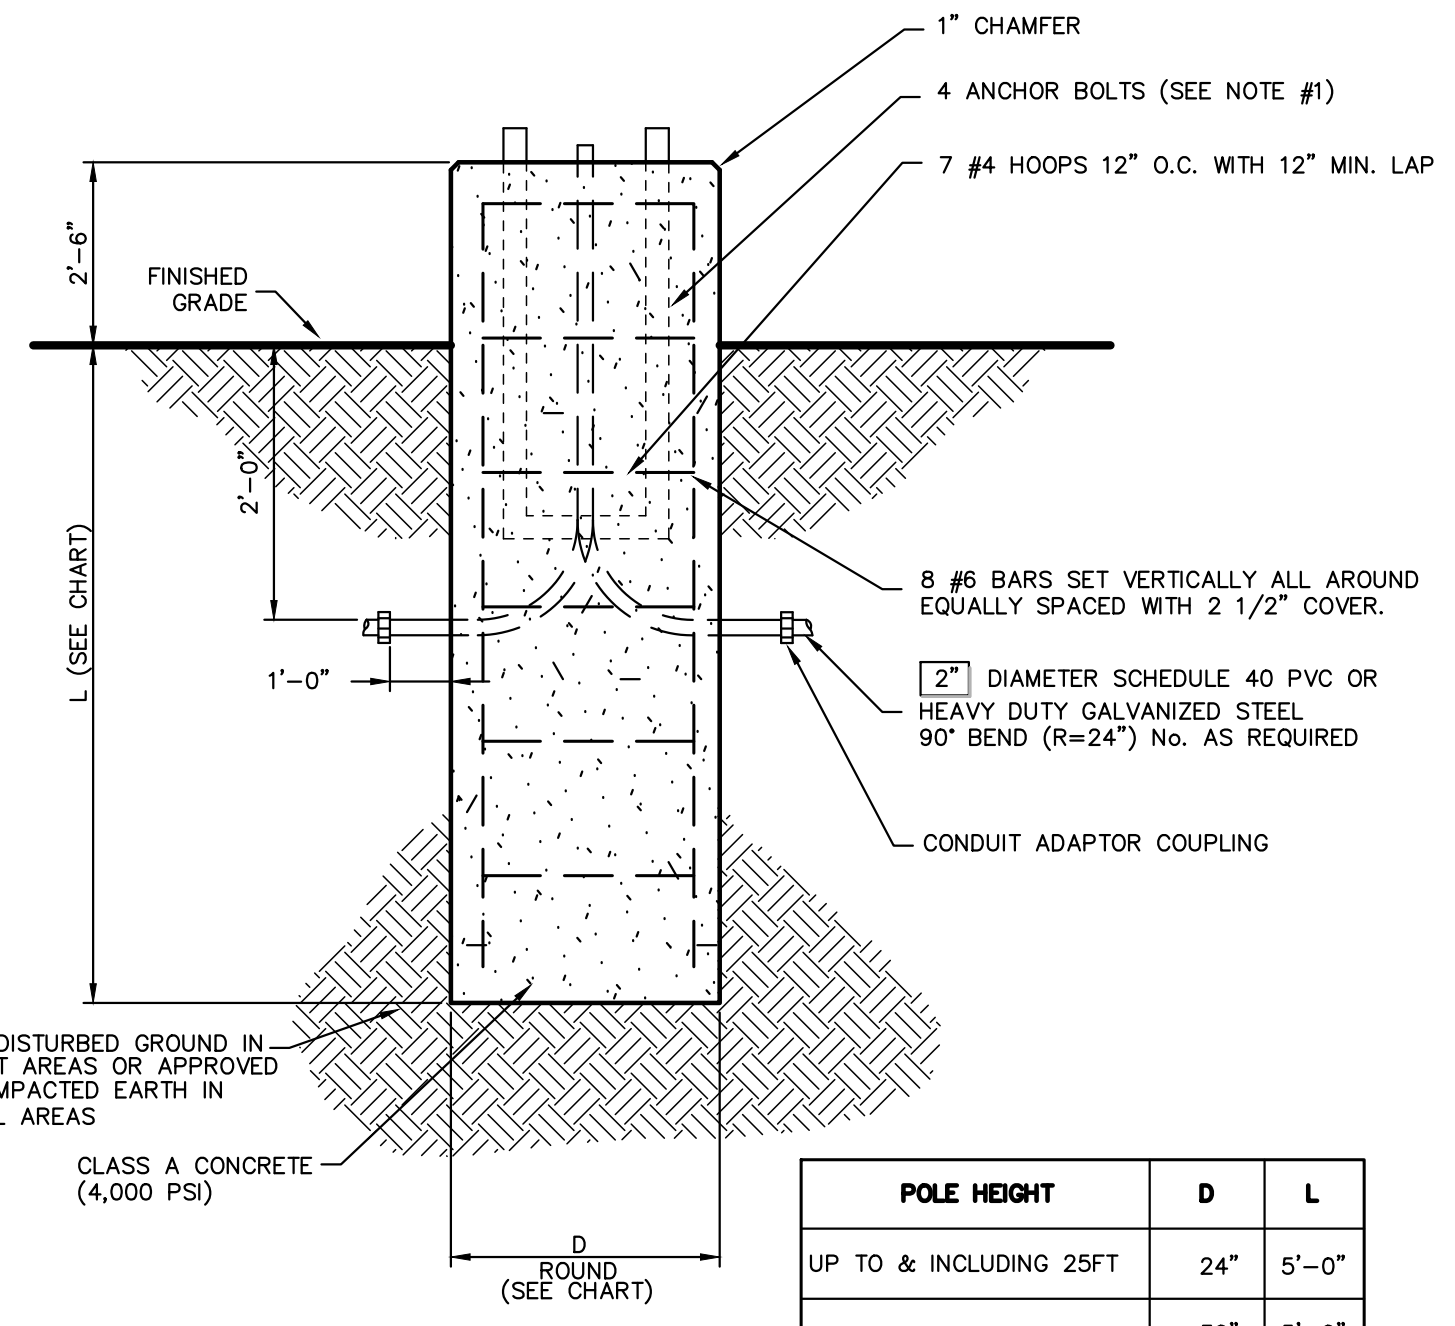 1” CHAMFER
4 ANCHOR BOLTS (SEE NOTE #1)
7 #4 HOOPS 12” O.C. WITH 12” MIN. LAP
2’-6”
FINISHED
GRADE
2’-0”
L (SEE CHART)
8 #6 BARS SET VERTICALLY ALL AROUND
EQUALLY SPACED WITH 2 1/2” COVER.
1’-0”
2” DIAMETER SCHEDULE 40 PVC OR
HEAVY DUTY GALVANIZED STEEL
90° BEND (R=24”) No. AS REQUIRED
CONDUIT ADAPTOR COUPLING
DISTURBED GROUND IN
T AREAS OR APPROVED
MPACTED EARTH IN
L AREAS
CLASS A CONCRETE
(4,000 PSI)
D
ROUND
(SEE CHART)
POLE HEIGHT D L
UP TO & INCLUDING 25FT 24” 5’-0”